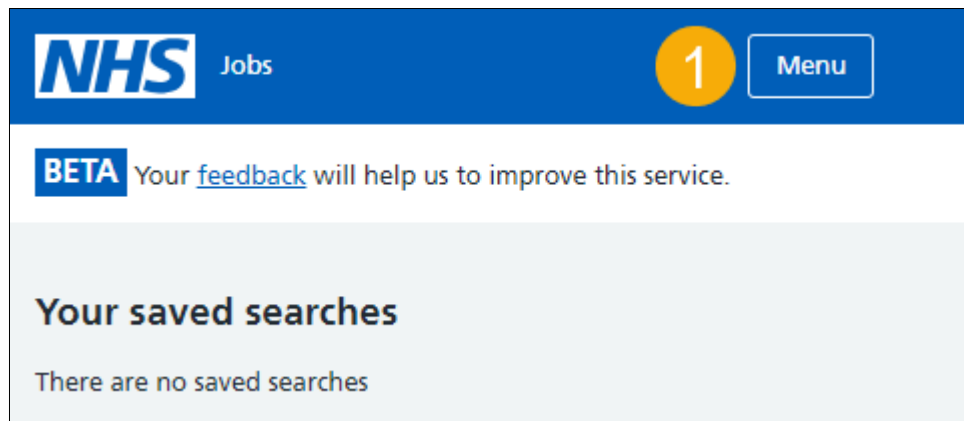 NHS Jobs 1 Menu
BETA Your feedback will help us to improve this service.
Your saved searches
There are no saved searches